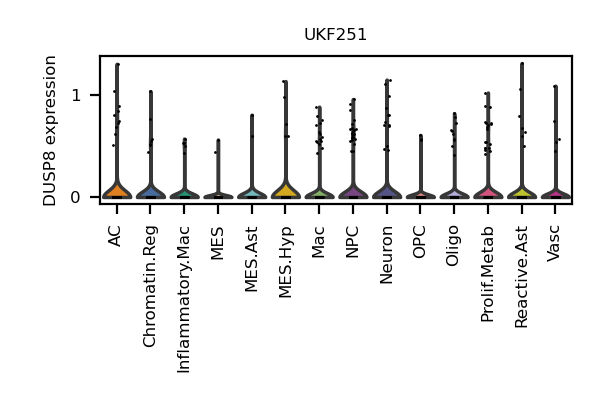 UKF251
DUSP8 expression
1
0
AC
Chromatin.Reg
Inflammatory.Mac
MES
MES.Ast
MES.Hyp
Mac
NPC
Neuron
OPC
Oligo
Prolif.Metab
Reactive.Ast
Vasc